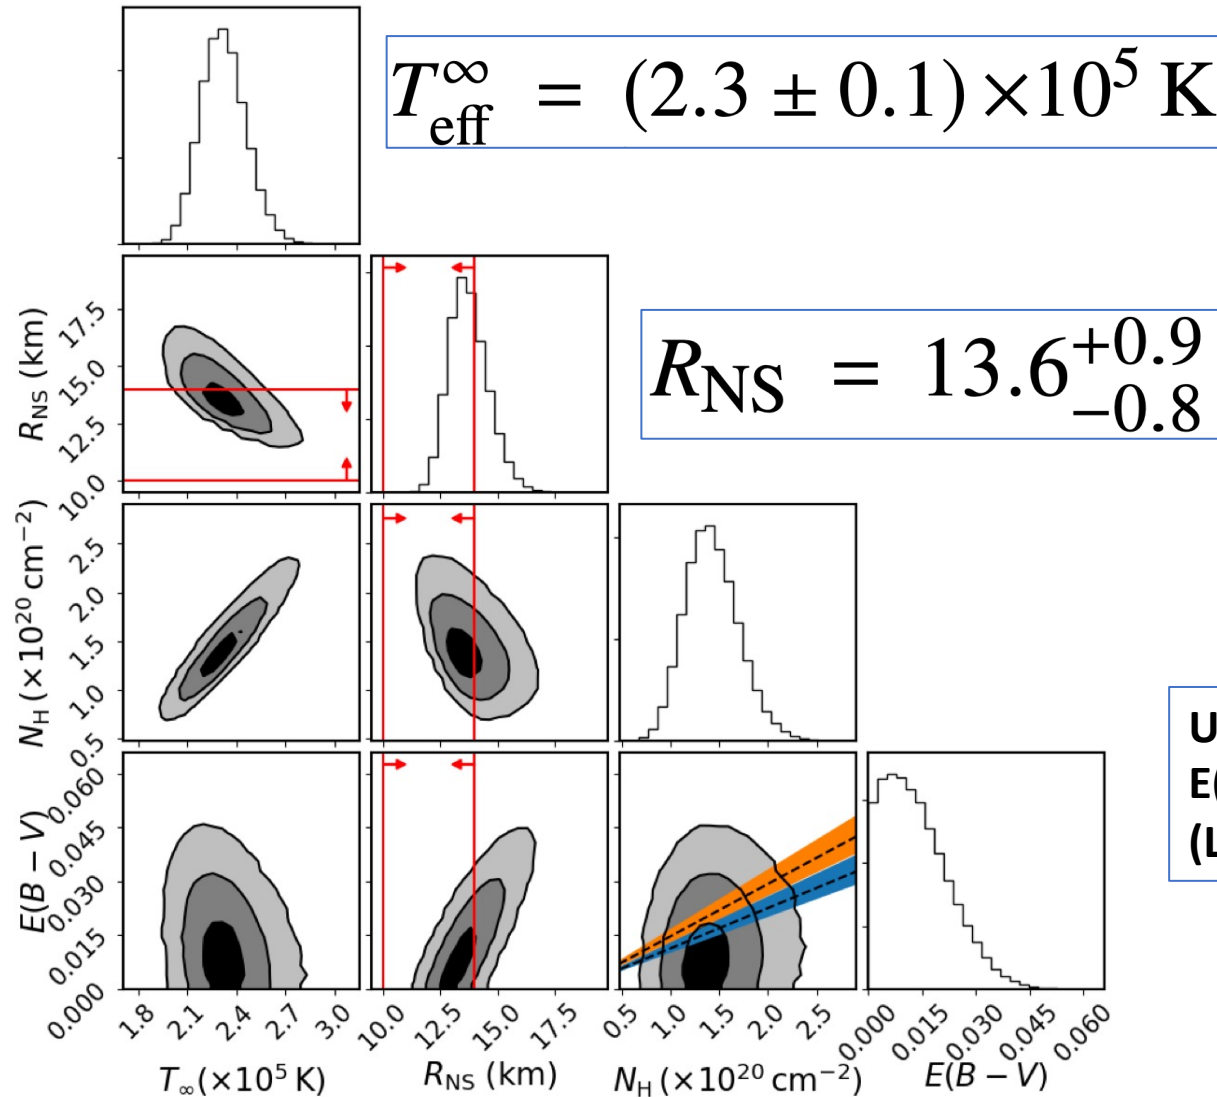 T_eff^∞ = (2.3 ± 0.1) ×10^5 K
R_NS (km)
17.5
15.0
12.5
10.0
R_NS = 13.6 +0.9 −0.8
N_H (×10^20 cm^−2)
2.5
2.0
1.5
1.0
0.5
E(B − V)
0.060
0.045
0.030
0.015
0.000
U
E(
(L
1.8 2.1 2.4 2.7 3.0
10.0 12.5 15.0 17.5
0.5 1.0 1.5 2.0 2.5
0.000 0.015 0.030 0.045 0.060
T_∞(×10^5 K)
R_NS (km)
N_H (×10^20 cm^−2)
E(B − V)